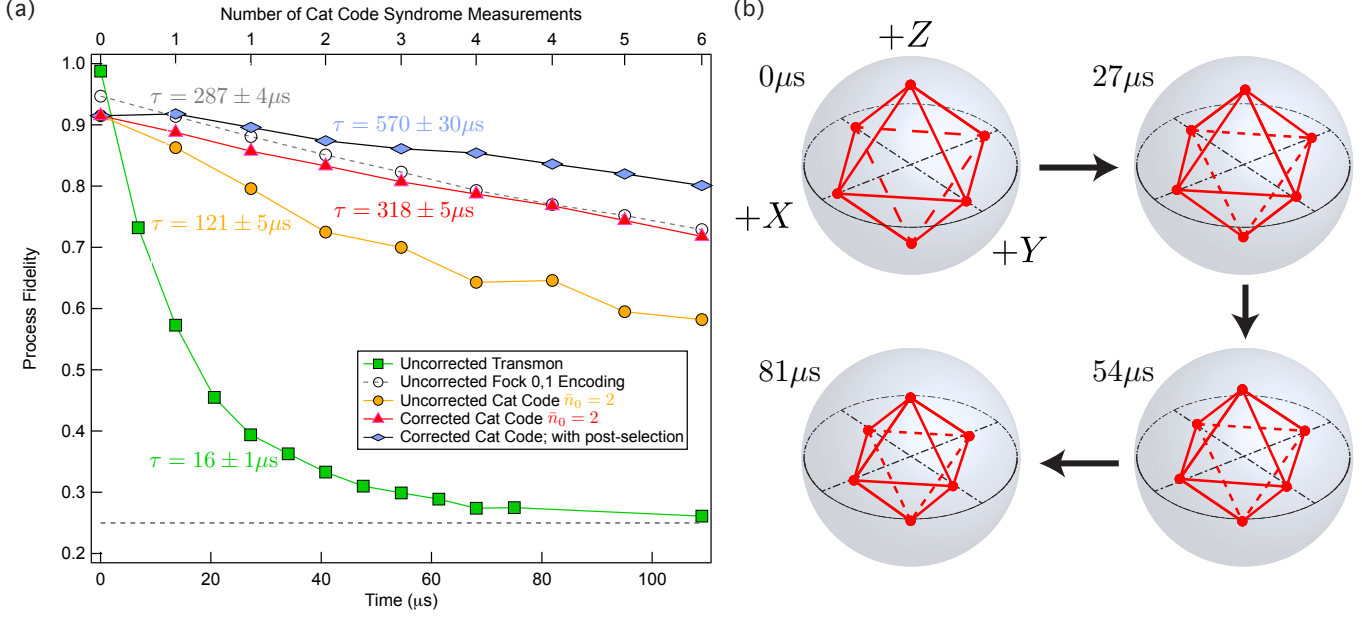 (a)
Number of Cat Code Syndrome Measurements
0 1 1 2 3 4 4 5 6
1.0
0.9
0.8
0.7
0.6
0.5
0.4
0.3
0.2
Process Fidelity
τ = 287 ± 4μs
τ = 570 ± 30μs
τ = 318 ± 5μs
τ = 121 ± 5μs
Uncorrected Transmon
Uncorrected Fock 0,1 Encoding
Uncorrected Cat Code n̄₀ = 2
Corrected Cat Code n̄₀ = 2
Corrected Cat Code; with post-selection
τ = 16 ± 1μs
0 20 40 60 80 100
Time (μs)
(b)
+Z
0μs
27μs
+X
+Y
81μs
54μs